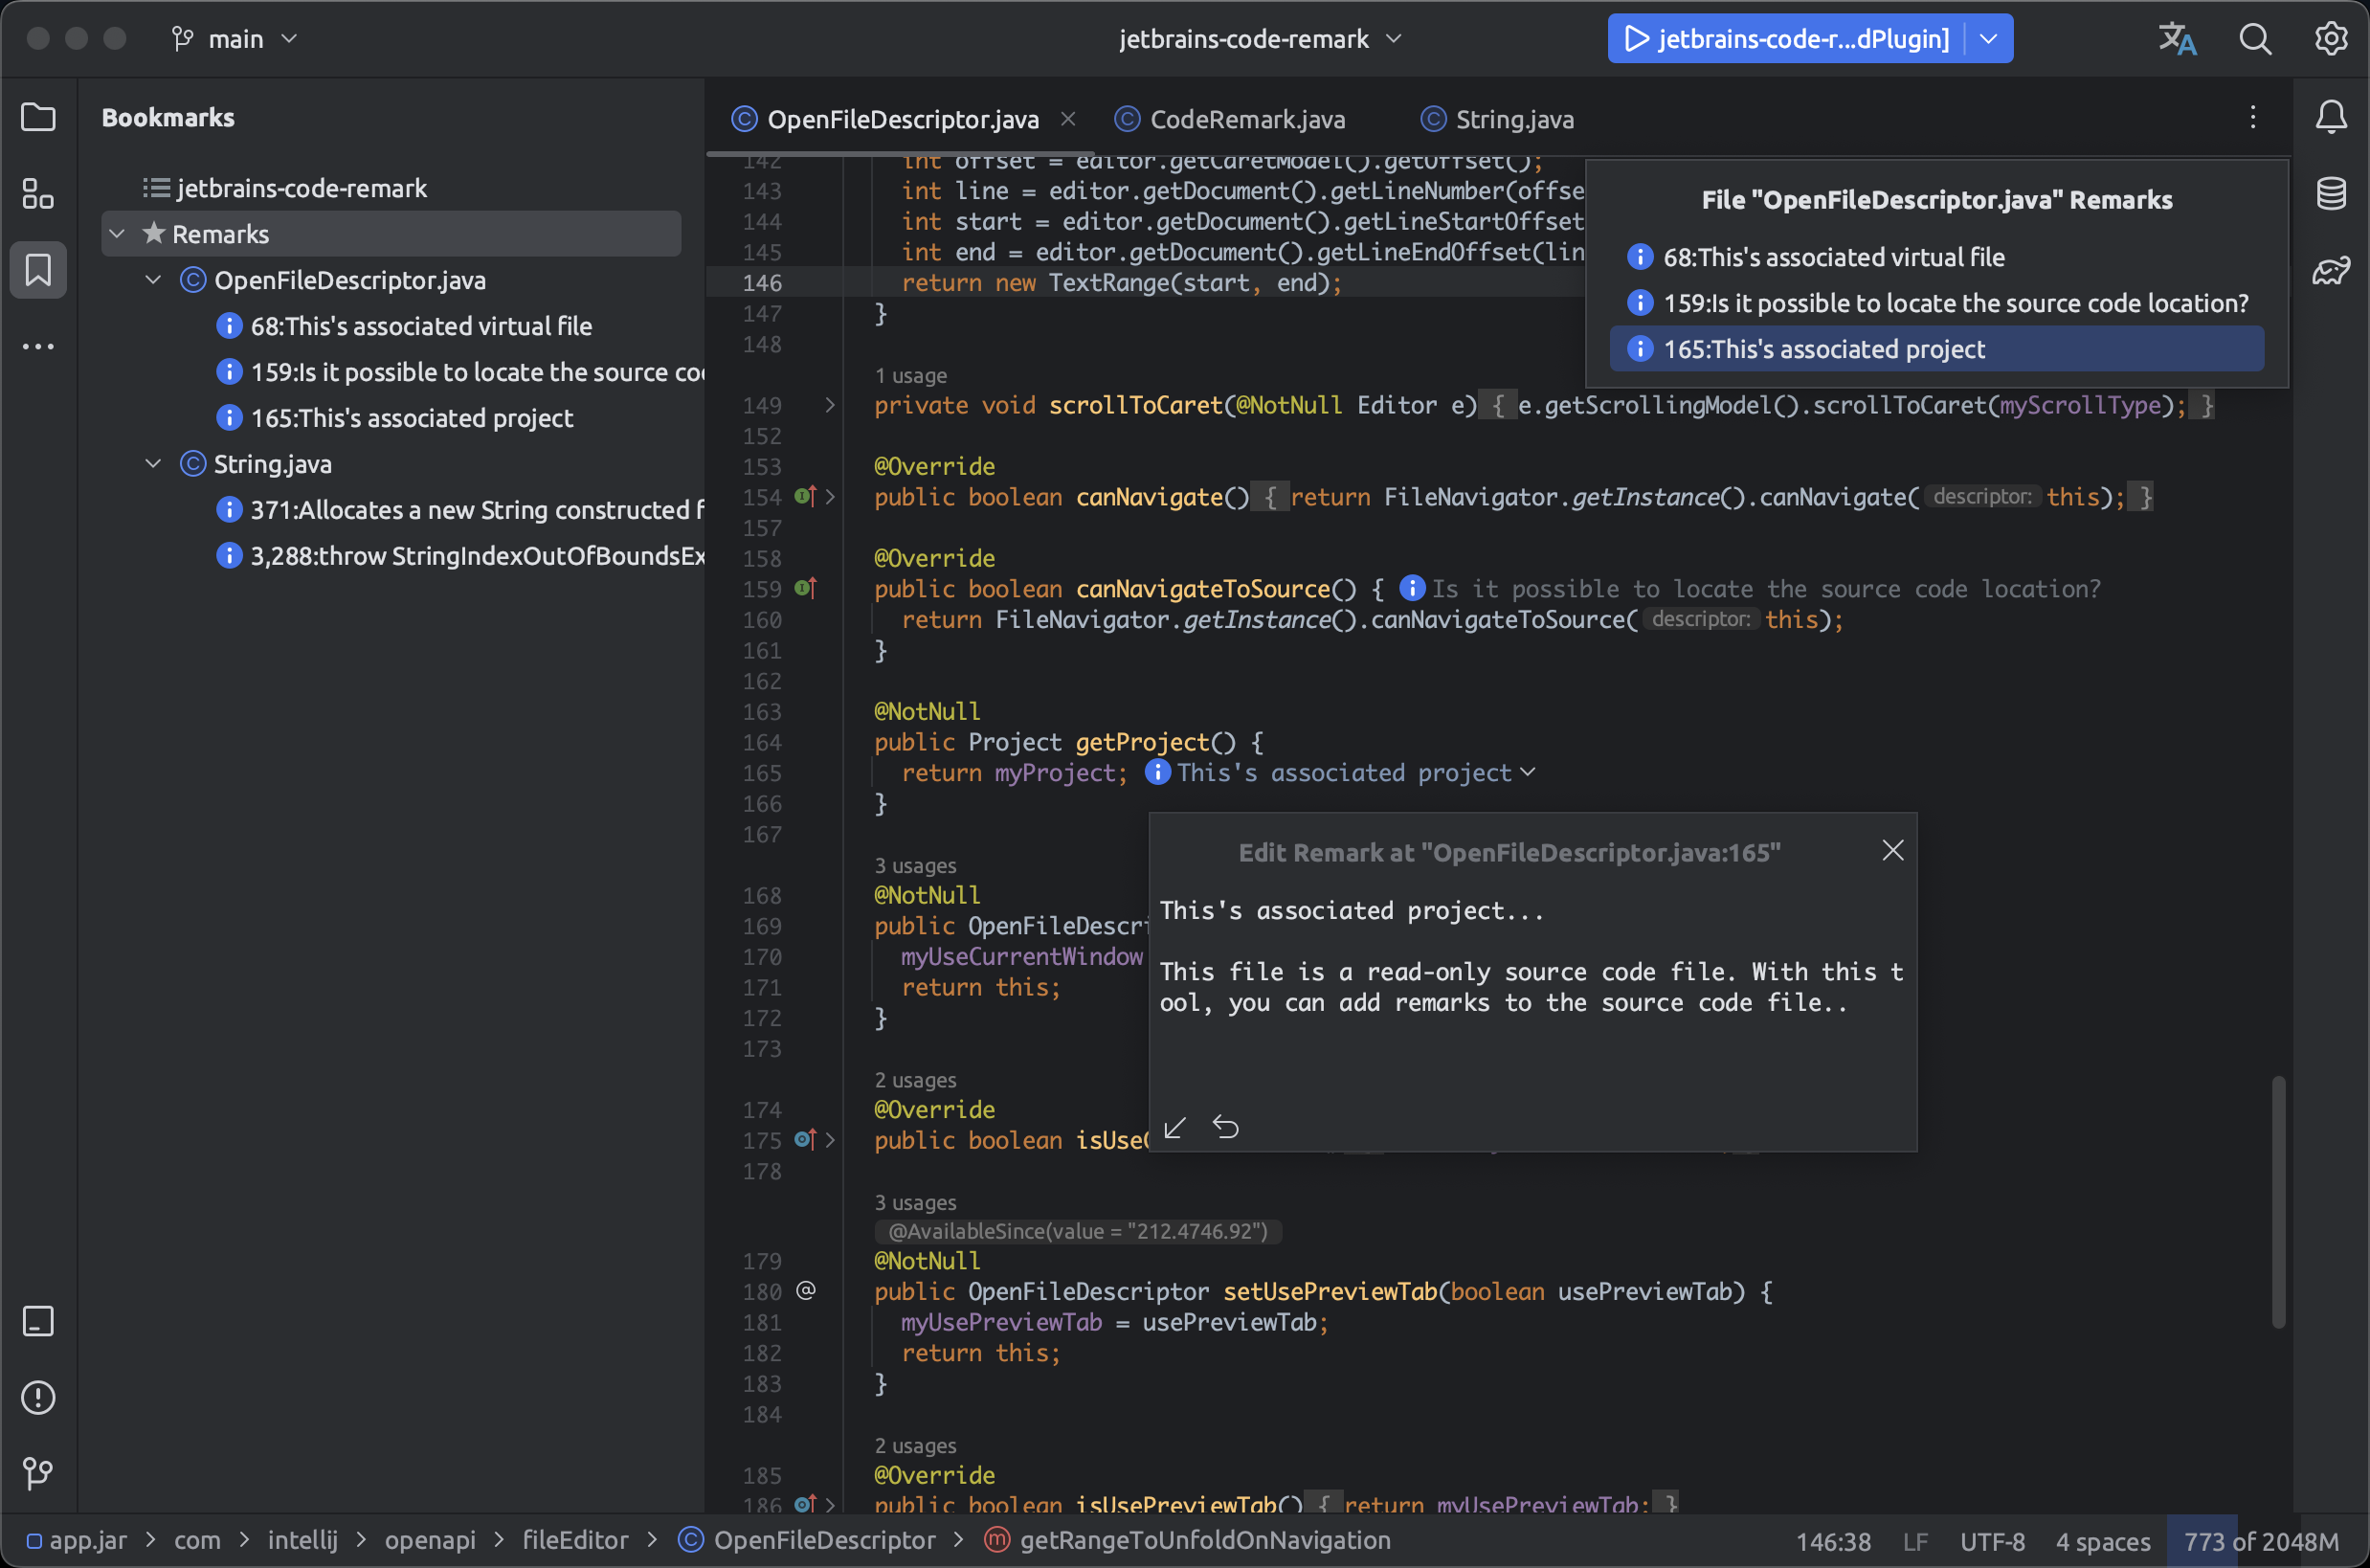 main
jetbrains-code-remark
jetbrains-code-r...dPlugin]
Bookmarks
jetbrains-code-remark
Remarks
OpenFileDescriptor.java
68:This's associated virtual file
159:Is it possible to locate the source co
165:This's associated project
String.java
371:Allocates a new String constructed f
3,288:throw StringIndexOutOfBoundsEx
OpenFileDescriptor.java
CodeRemark.java
String.java
142 int offset = editor.getCaretModel().getOffset();
143 int line = editor.getDocument().getLineNumber(offse
144 int start = editor.getDocument().getLineStartOffset
145 int end = editor.getDocument().getLineEndOffset(lin
146 return new TextRange(start, end);
147 }
148
1 usage
149 private void scrollToCaret(@NotNull Editor e) { e.getScrollingModel().scrollToCaret(myScrollType); }
152
153 @Override
154 public boolean canNavigate() { return FileNavigator.getInstance().canNavigate( descriptor: this); }
157
158 @Override
159 public boolean canNavigateToSource() { Is it possible to locate the source code location?
160 return FileNavigator.getInstance().canNavigateToSource( descriptor: this);
161 }
162
163 @NotNull
164 public Project getProject() {
165 return myProject; This's associated project
166 }
167
3 usages
168 @NotNull
169 public OpenFileDescri
170 myUseCurrentWindow
171 return this;
172 }
173
2 usages
174 @Override
175 public boolean isUse
178
3 usages
@AvailableSince(value = "212.4746.92")
179 @NotNull
180 public OpenFileDescriptor setUsePreviewTab(boolean usePreviewTab) {
181 myUsePreviewTab = usePreviewTab;
182 return this;
183 }
184
2 usages
185 @Override
186 public boolean isUsePreviewTab() { return myUsePreviewTab; }
File "OpenFileDescriptor.java" Remarks
68:This's associated virtual file
159:Is it possible to locate the source code location?
165:This's associated project
Edit Remark at "OpenFileDescriptor.java:165"
This's associated project...
This file is a read-only source code file. With this t
ool, you can add remarks to the source code file..
app.jar > com > intellij > openapi > fileEditor > OpenFileDescriptor > getRangeToUnfoldOnNavigation
146:38 LF UTF-8 4 spaces 773 of 2048M